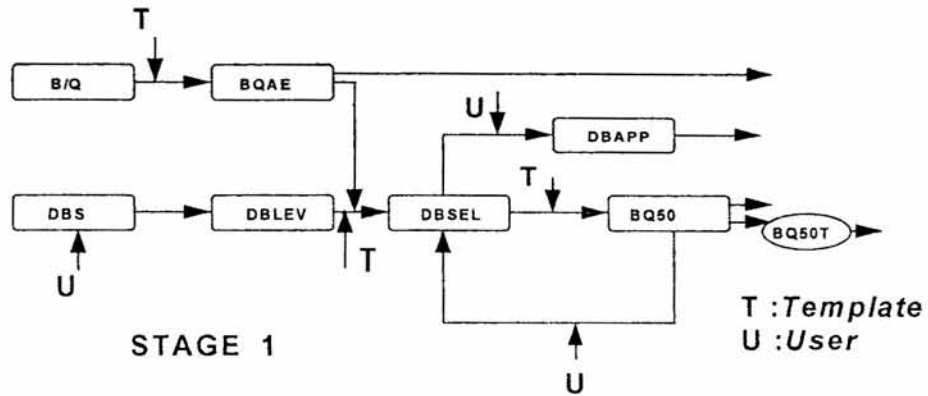 T
B/Q
BQAE
U
DBAPP
T
DBS
DBLEV
DBSEL
BQ50
BQ50T
U
T
T :Template
U :User
STAGE 1
U